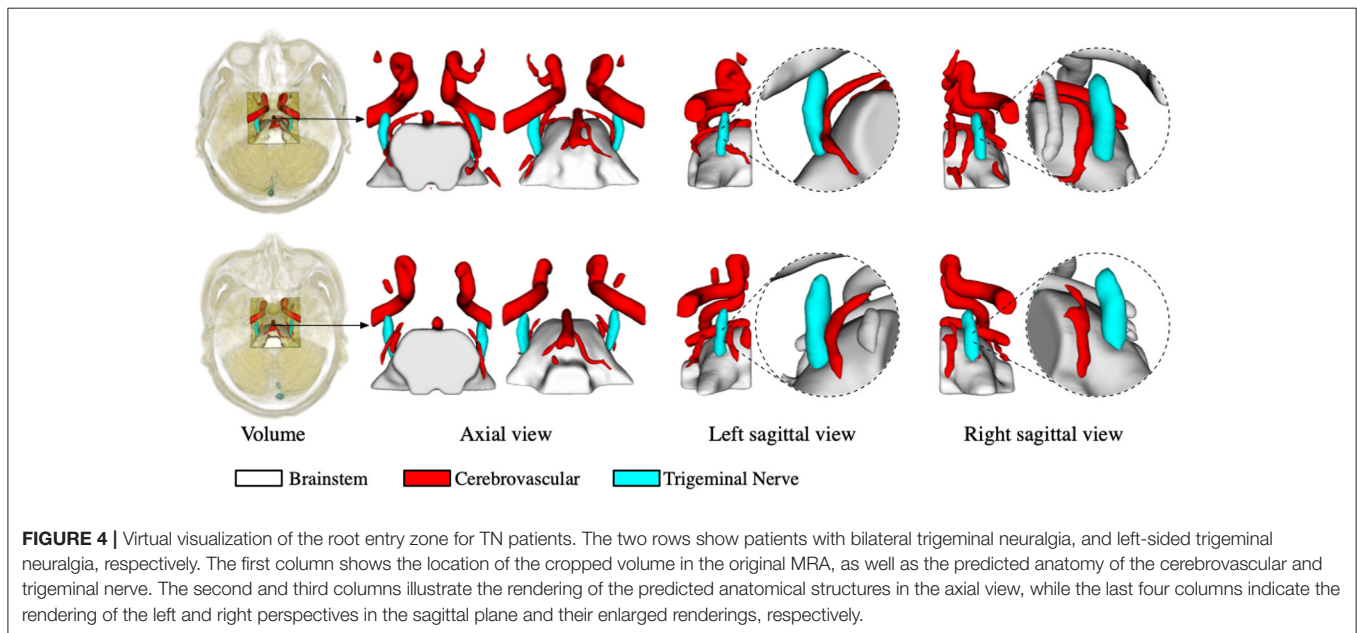 Volume
Axial view
Left sagittal view
Right sagittal view
Brainstem
Cerebrovascular
Trigeminal Nerve
FIGURE 4 | Virtual visualization of the root entry zone for TN patients. The two rows show patients with bilateral trigeminal neuralgia, and left-sided trigeminal
neuralgia, respectively. The first column shows the location of the cropped volume in the original MRA, as well as the predicted anatomy of the cerebrovascular and
trigeminal nerve. The second and third columns illustrate the rendering of the predicted anatomical structures in the axial view, while the last four columns indicate the
rendering of the left and right perspectives in the sagittal plane and their enlarged renderings, respectively.